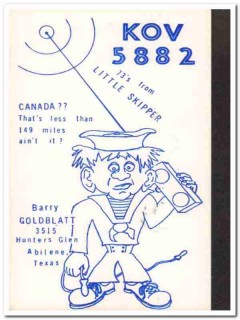 KOV
5882
73's from
LITTLE SKIPPER
CANADA??
That's less than
149 miles
ain't it?
Barry
GOLDBLATT
3515
Hunters Glen
Abilene,
Texas